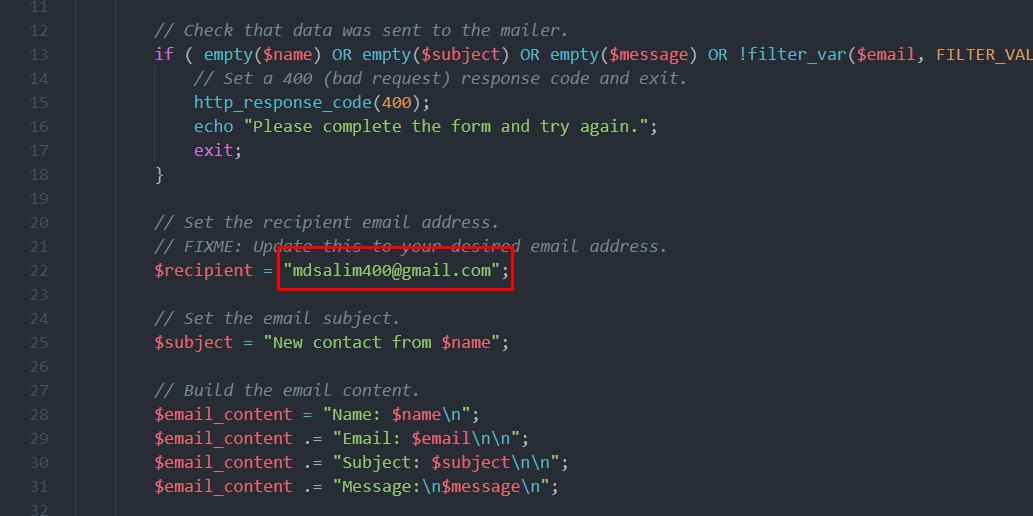 11
12 // Check that data was sent to the mailer.
13 if ( empty($name) OR empty($subject) OR empty($message) OR !filter_var($email, FILTER_VAL
14 // Set a 400 (bad request) response code and exit.
15 http_response_code(400);
16 echo "Please complete the form and try again.";
17 exit;
18 }
19
20 // Set the recipient email address.
21 // FIXME: Update this to your desired email address.
22 $recipient = "mdsalim400@gmail.com";
23
24 // Set the email subject.
25 $subject = "New contact from $name";
26
27 // Build the email content.
28 $email_content = "Name: $name\n";
29 $email_content .= "Email: $email\n\n";
30 $email_content .= "Subject: $subject\n\n";
31 $email_content .= "Message:\n$message\n";
32